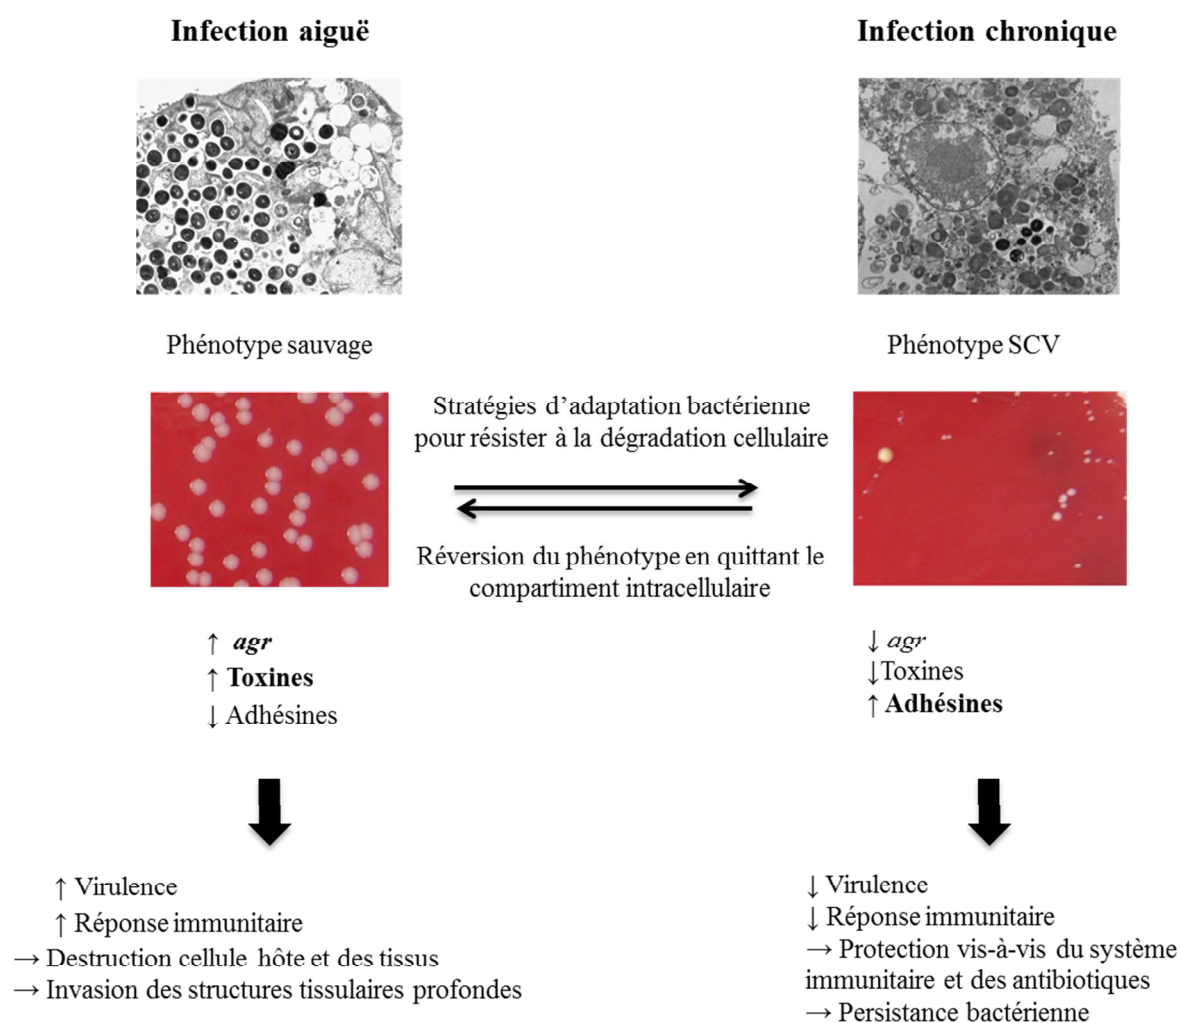 Infection aiguë
Infection chronique
Phénotype sauvage
Phénotype SCV
Stratégies d’adaptation bactérienne
pour résister à la dégradation cellulaire
Réversion du phénotype en quittant le
compartiment intracellulaire
↑ agr
↑ Toxines
↓ Adhésines
↓ agr
↓Toxines
↑ Adhésines
↑ Virulence
↑ Réponse immunitaire
→ Destruction cellule hôte et des tissus
→ Invasion des structures tissulaires profondes
↓ Virulence
↓ Réponse immunitaire
→ Protection vis-à-vis du système
immunitaire et des antibiotiques
→ Persistance bactérienne